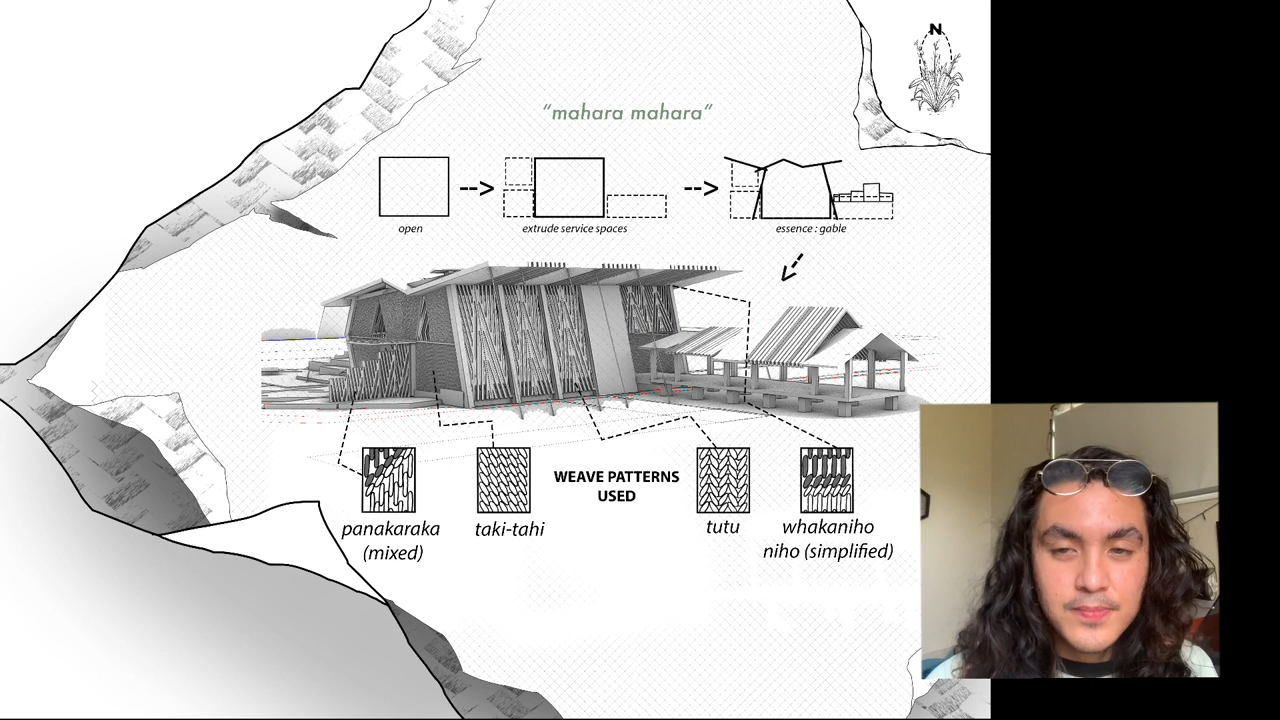 N
“mahara mahara”
open
extrude service spaces
essence : gable
WEAVE PATTERNS
USED
panakaraka
(mixed)
taki-tahi
tutu
whakaniho
niho (simplified)